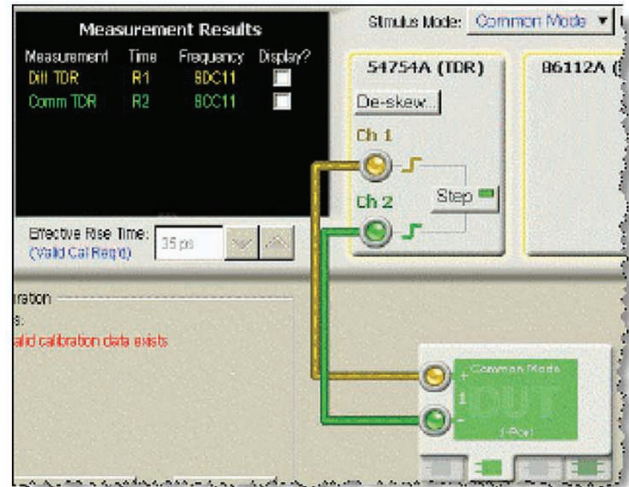 Measurement Results
Measurement Time Frequency Display?
Diff TDR R1 SDC11
Comm TDR R2 SCC11
Effective Rise Time: 35 ps
(Valid Cal Req'd)
ration
s:
alid calibration data exists
Stimulus Mode: Common Mode
54754A (TDR)
86112A (
De-skew...
Ch 1
Step
Ch 2
Common Mode
+
1
DUT
-
1-Port